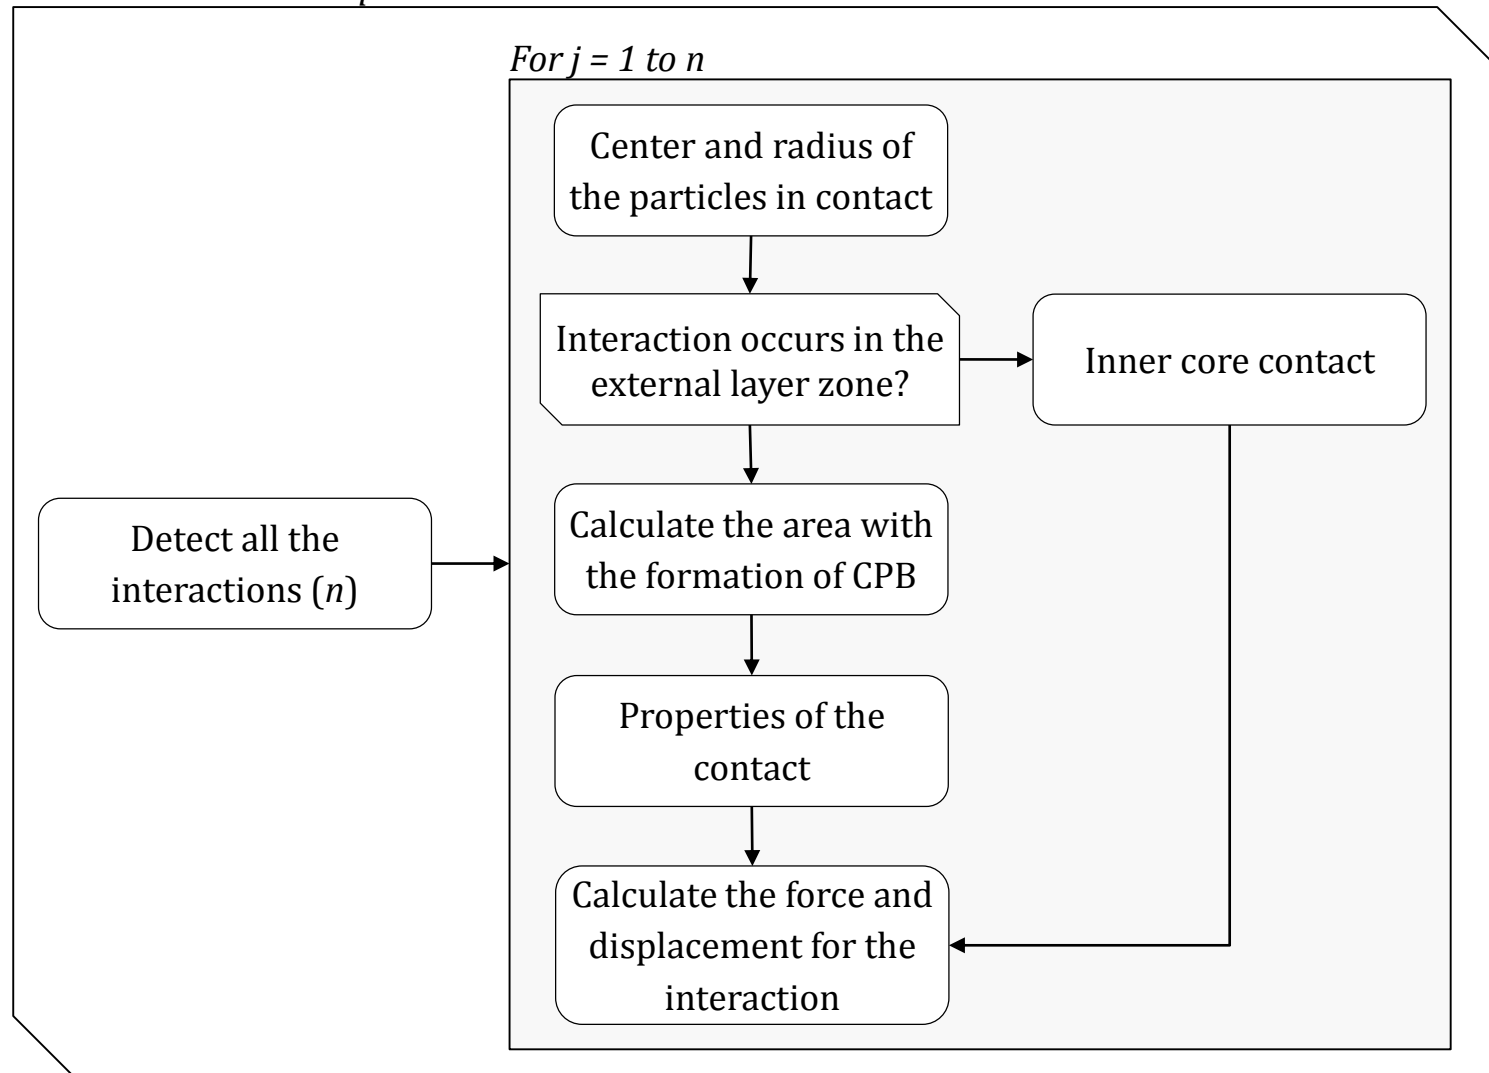 For j = 1 to n
Center and radius of
the particles in contact
Interaction occurs in the
external layer zone?
Inner core contact
Detect all the
interactions (n)
Calculate the area with
the formation of CPB
Properties of the
contact
Calculate the force and
displacement for the
interaction